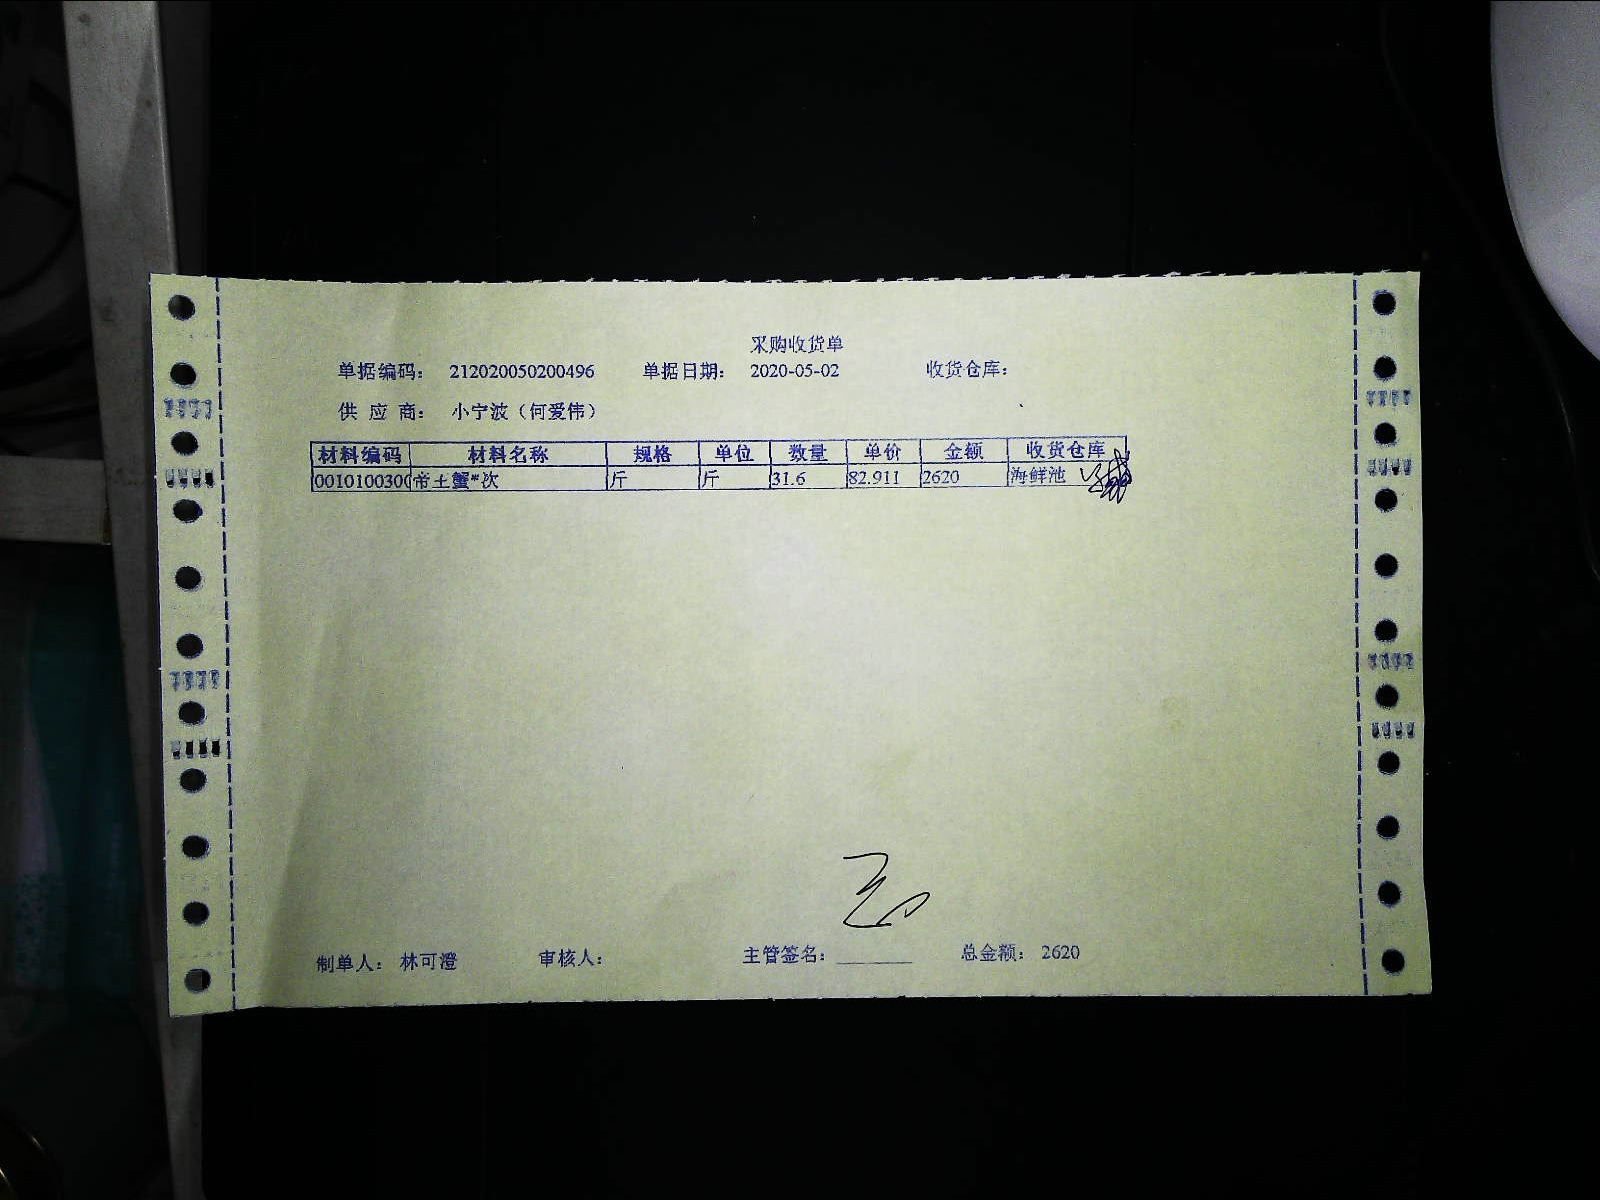 采购收货单
单据编码： 212020050200496 单据日期： 2020-05-02 收货仓库：
供 应 商： 小宁波（何爱伟）
材料编码 材料名称 规格 单位 数量 单价 金额 收货仓库
0010100300 帝王蟹*次 斤 斤 31.6 82.911 2620 海鲜池
制单人： 林可澄 审核人： 主管签名： 总金额： 2620